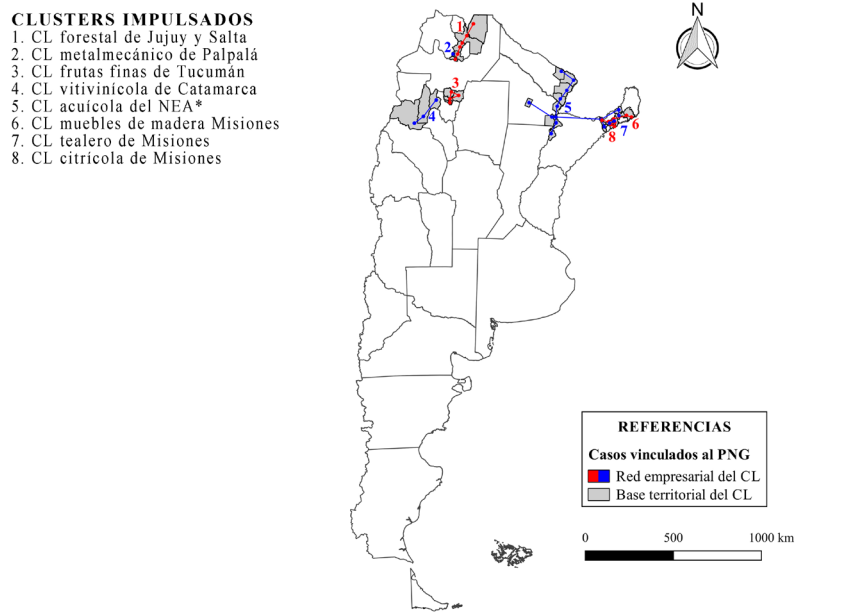 CLUSTERS IMPULSADOS
1. CL forestal de Jujuy y Salta
2. CL metalmecánico de Palpalá
3. CL frutas finas de Tucumán
4. CL vitivinícola de Catamarca
5. CL acuícola del NEA*
6. CL muebles de madera Misiones
7. CL tealero de Misiones
8. CL citrícola de Misiones
N
1
2
3
4
5
6
7
8
REFERENCIAS
Casos vinculados al PNG
Red empresarial del CL
Base territorial del CL
0 500 1000 km